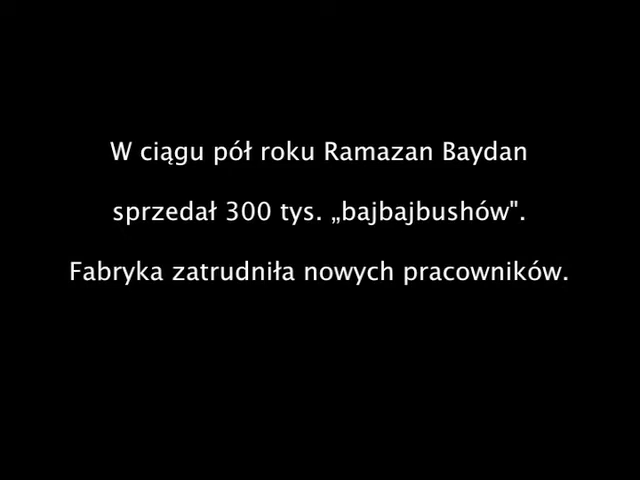 W ciągu pół roku Ramazan Baydan
sprzedał 300 tys. „bajbajbushów".
Fabryka zatrudniła nowych pracowników.